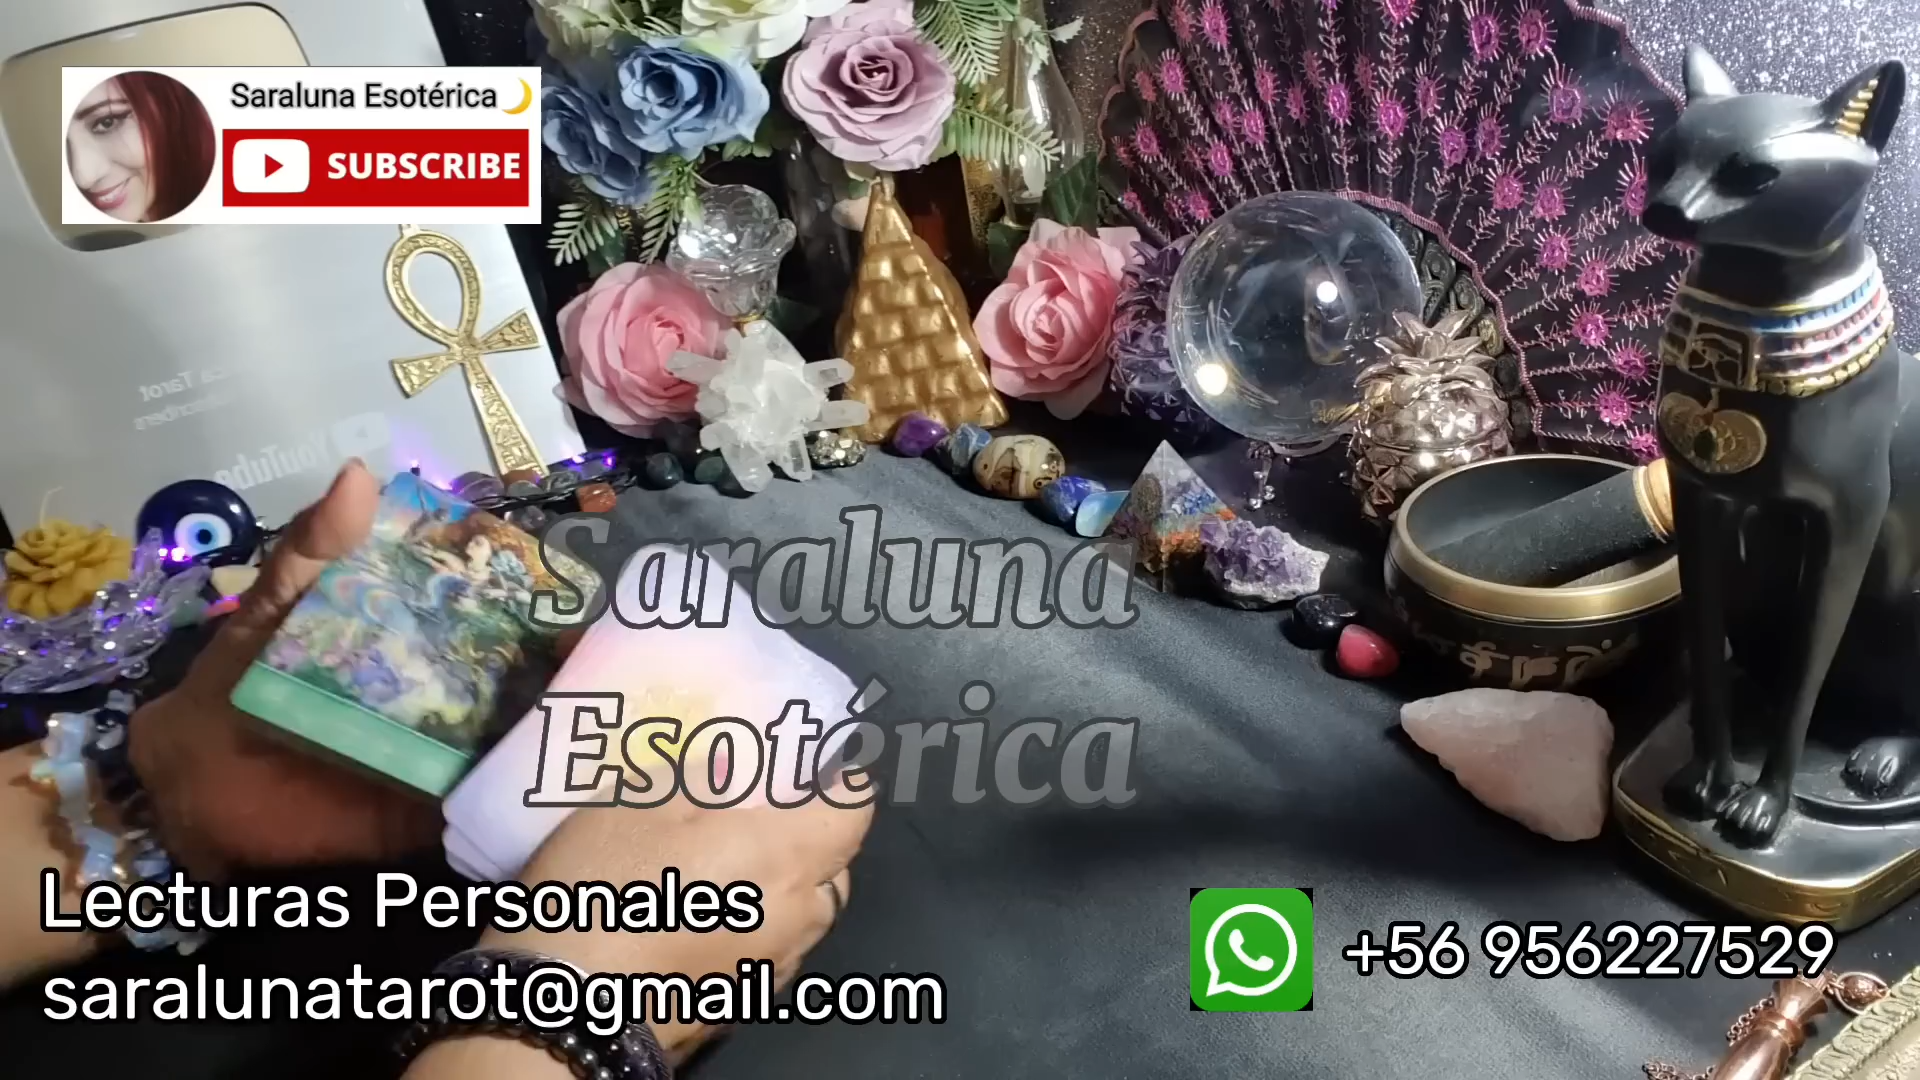 Saraluna Esotérica🌙
SUBSCRIBE
Saraluna
Esotérica
Lecturas Personales
saralunatarot@gmail.com
+56 956227529